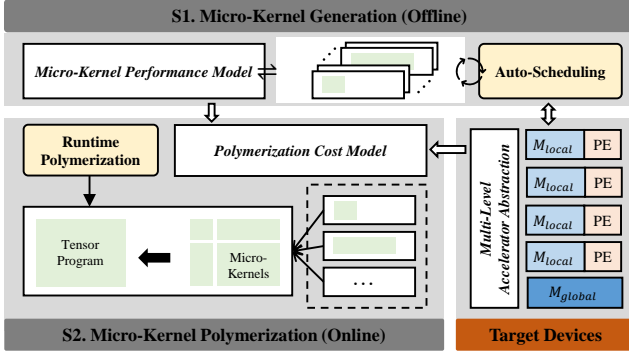 S1. Micro-Kernel Generation (Offline)
Micro-Kernel Performance Model
Auto-Scheduling
Runtime
Polymerization
Polymerization Cost Model
Tensor
Program
Micro-
Kernels
...
Multi-Level
Accelerator Abstraction
M_local PE
M_local PE
M_local PE
M_local PE
M_global
S2. Micro-Kernel Polymerization (Online)
Target Devices